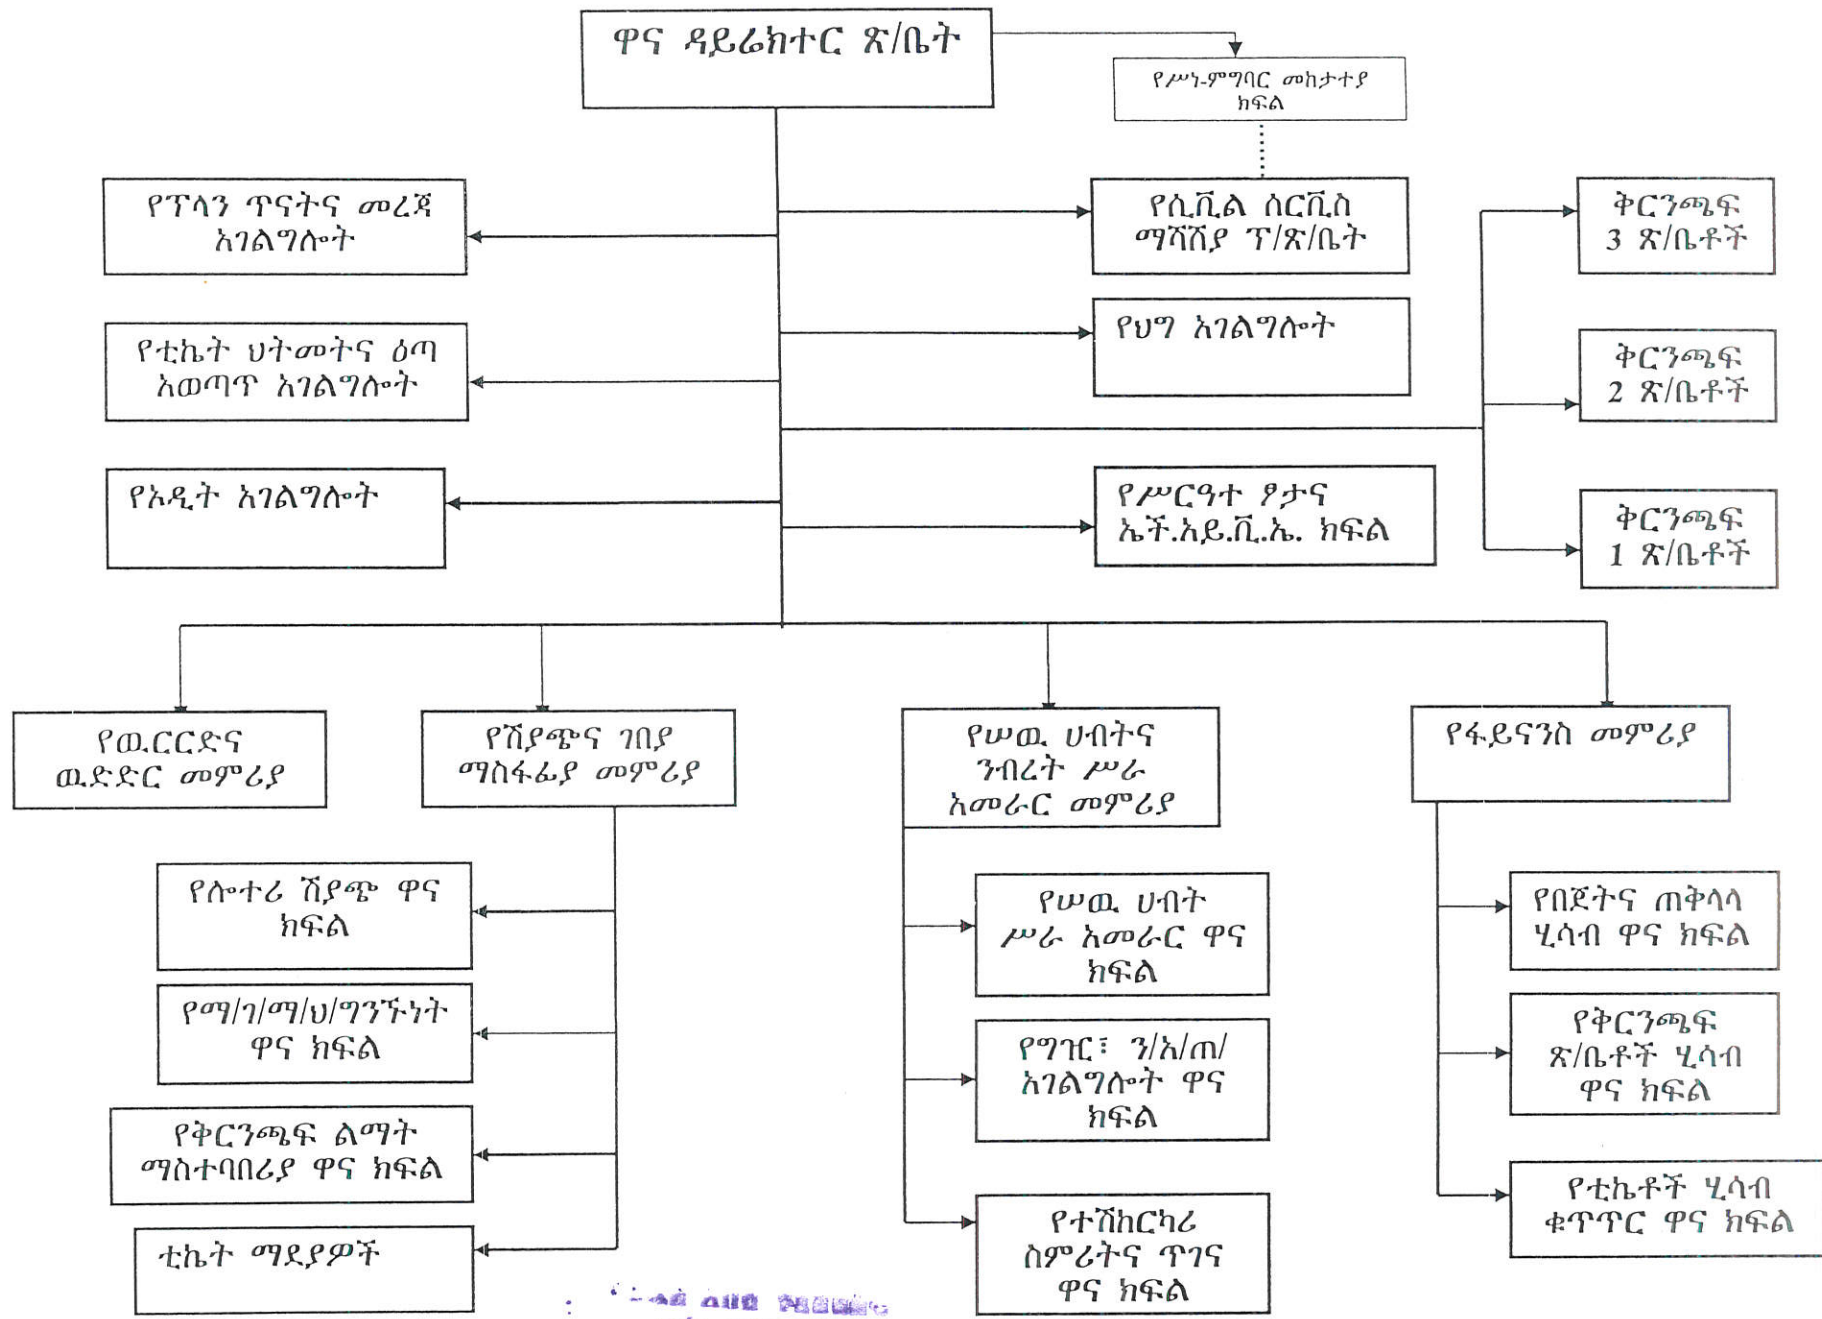 ዋና ዳይሬክተር ጽ/ቤት
የሥነ-ምግባር መከታተያ
ክፍል
የፕላን ጥናትና መረጃ
አገልግሎት
የሲቪል ሰርቪስ
ማሻሽያ ፕ/ጽ/ቤት
ቅርንጫፍ
3 ጽ/ቤቶች
የቲኬት ህትመትና ዕጣ
አወጣጥ አገልግሎት
የህግ አገልግሎት
ቅርንጫፍ
2 ጽ/ቤቶች
የኦዲት አገልግሎት
የሥርዓተ ፆታና
ኤች.አይ.ቪ.ኤ. ክፍል
ቅርንጫፍ
1 ጽ/ቤቶች
የዉርርድና
ዉድድር መምሪያ
የሽያጭና ገበያ
ማስፋፊያ መምሪያ
የሠዉ ሀብትና
ንብረት ሥራ
አመራር መምሪያ
የፋይናንስ መምሪያ
የሎተሪ ሽያጭ ዋና
ክፍል
የማ/ገ/ማ/ህ/ግንኙነት
ዋና ክፍል
የቅርንጫፍ ልማት
ማስተባበሪያ ዋና ክፍል
ቲኬት ማደያዎች
የሠዉ ሀብት
ሥራ አመራር ዋና
ክፍል
የግዢር፣ ን/አ/ጠ/
አገልግሎት ዋና
ክፍል
የተሽከርካሪ
ስምሪትና ጥገና
ዋና ክፍል
የበጀትና ጠቅላላ
ሂሳብ ዋና ክፍል
የቅርንጫፍ
ጽ/ቤቶች ሂሳብ
ዋና ክፍል
የቲኬቶች ሂሳብ
ቁጥጥር ዋና ክፍል